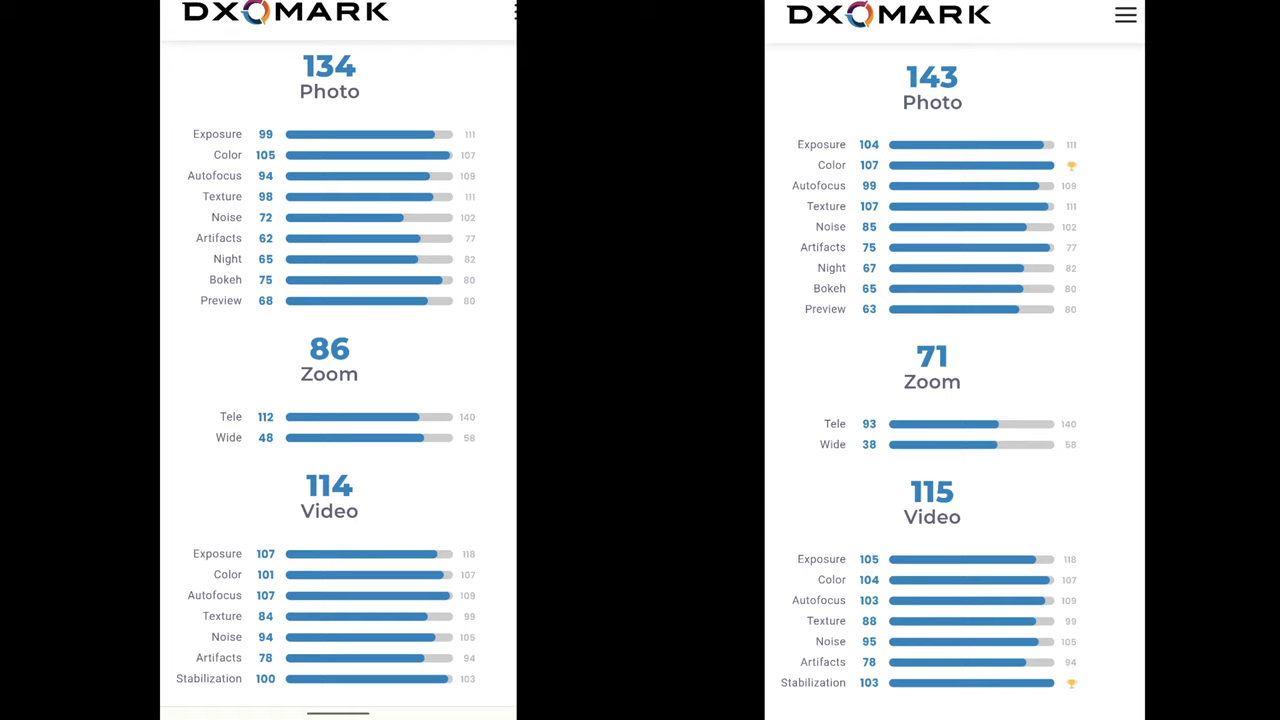 DXOMARK
134
Photo
Exposure 99 111
Color 105 107
Autofocus 94 109
Texture 98 111
Noise 72 102
Artifacts 62 77
Night 65 82
Bokeh 75 80
Preview 68 80
86
Zoom
Tele 112 140
Wide 48 58
114
Video
Exposure 107 118
Color 101 107
Autofocus 107 109
Texture 84 99
Noise 94 105
Artifacts 78 94
Stabilization 100 103
DXOMARK
143
Photo
Exposure 104 111
Color 107
Autofocus 99 109
Texture 107 111
Noise 85 102
Artifacts 75 77
Night 67 82
Bokeh 65 80
Preview 63 80
71
Zoom
Tele 93 140
Wide 38 58
115
Video
Exposure 105 118
Color 104 107
Autofocus 103 109
Texture 88 99
Noise 95 105
Artifacts 78 94
Stabilization 103